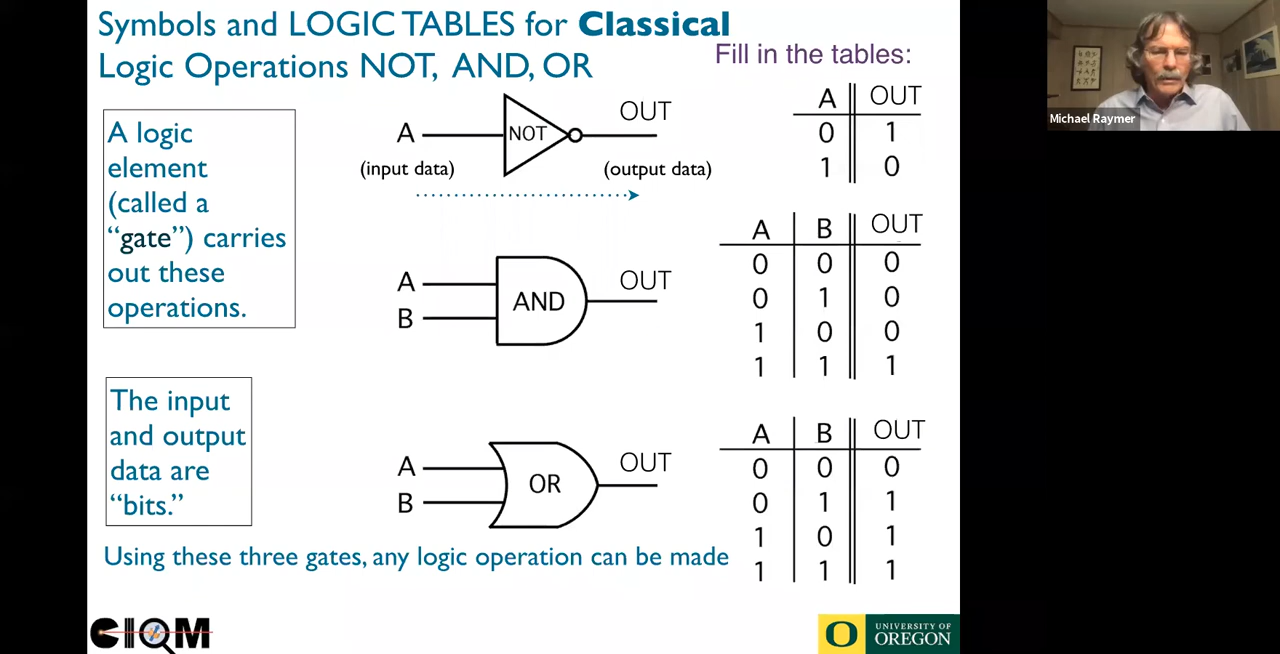 Symbols and LOGIC TABLES for Classical
Logic Operations NOT, AND, OR
Fill in the tables:
A logic
element
(called a
“gate”) carries
out these
operations.
A NOT OUT
(input data) (output data)
A OUT
0 1
1 0
A
B
AND
OUT
A B OUT
0 0 0
0 1 0
1 0 0
1 1 1
The input
and output
data are
“bits.”
A
B
OR
OUT
A B OUT
0 0 0
0 1 1
1 0 1
1 1 1
Using these three gates, any logic operation can be made
CIQM
O UNIVERSITY OF
OREGON
Michael Raymer